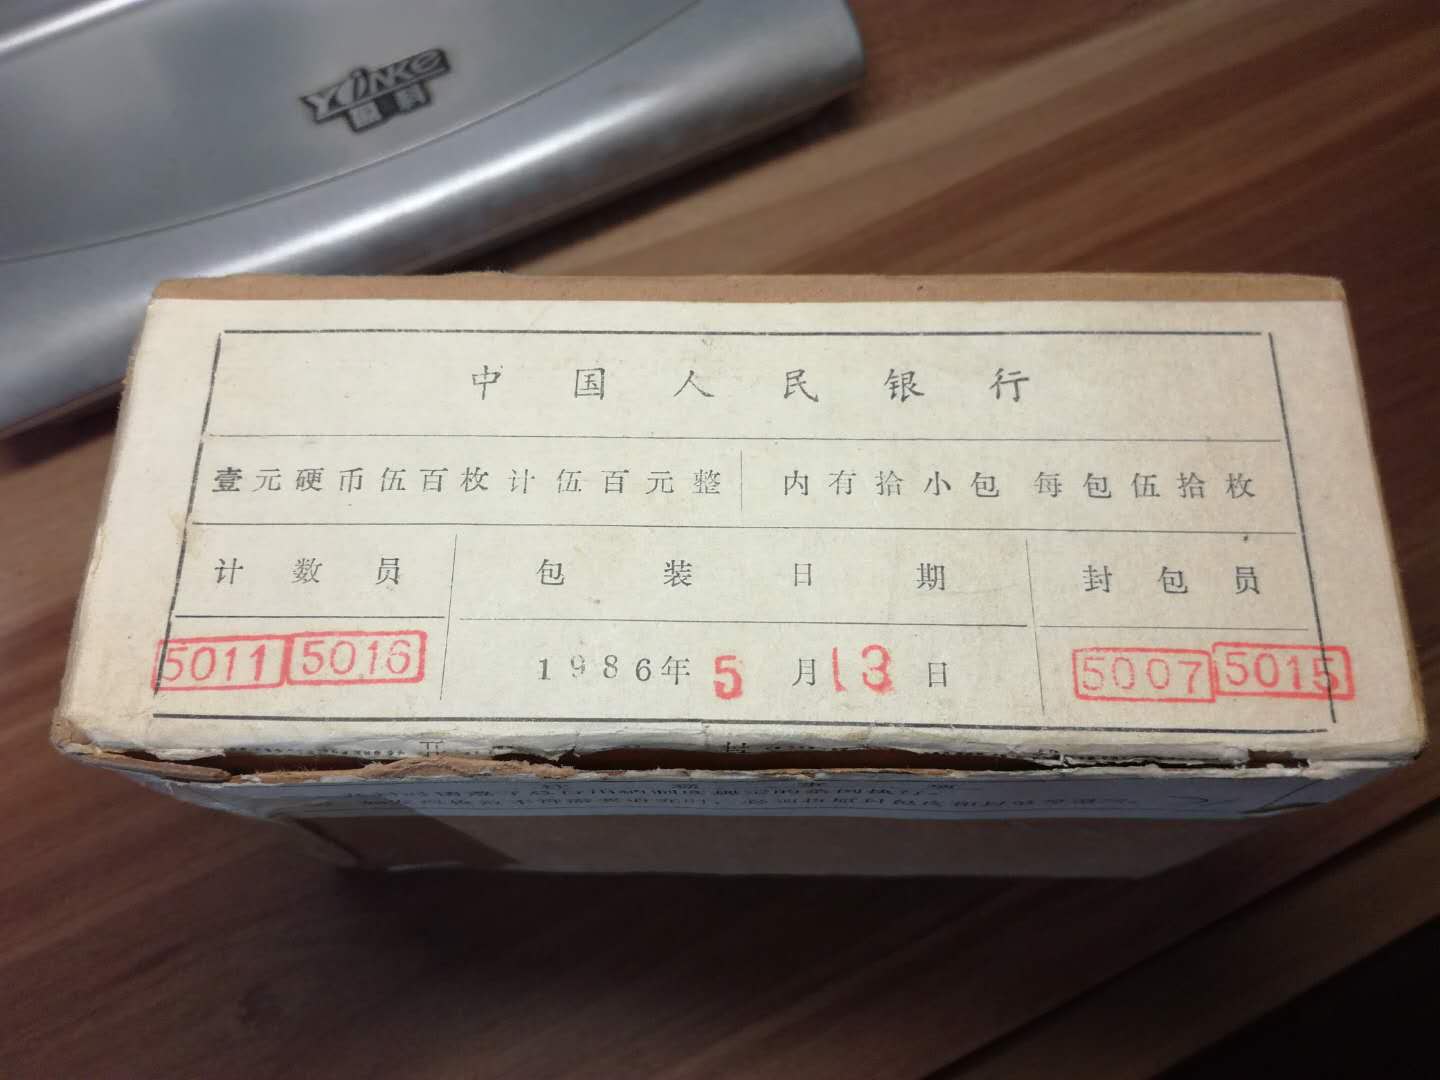 YINKE
中国人民银行
壹元硬币伍百枚计伍百元整 内有拾小包 每包伍拾枚
计数员 包装日期 封包员
5011 5016 1986年5月13日 5007 5015